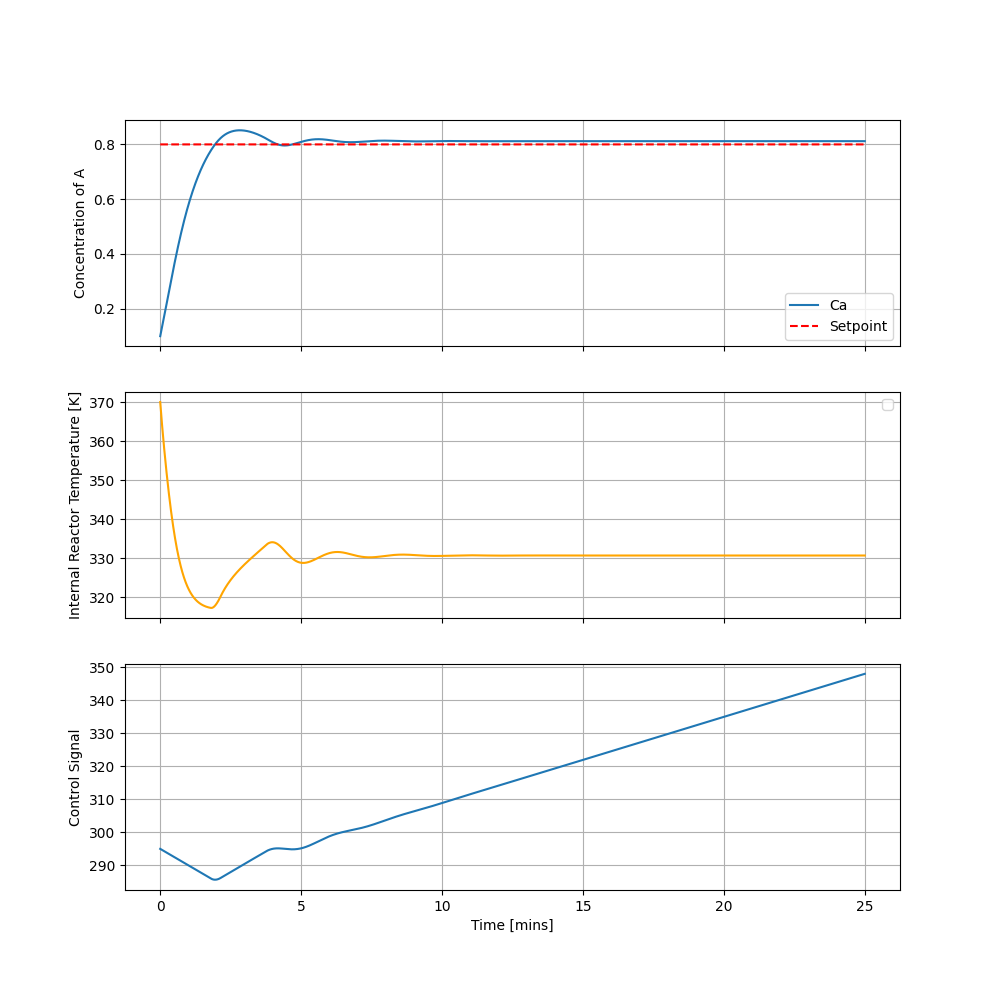 Concentration of A
0.8
0.6
0.4
0.2
Ca
Setpoint
Internal Reactor Temperature [K]
370
360
350
340
330
320
Control Signal
350
340
330
320
310
300
290
0 5 10 15 20 25
Time [mins]